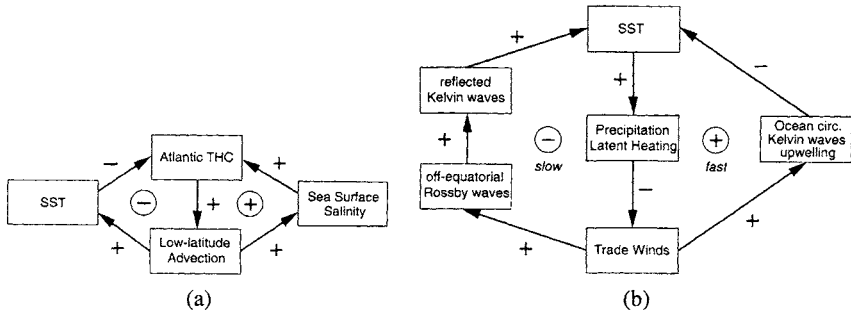 Atlantic THC
−
+
SST
−
+
+
Sea Surface
Salinity
+
Low-latitude
Advection
+
(a)
SST
+
−
reflected
Kelvin waves
+
Precipitation
Latent Heating
Ocean circ.
Kelvin waves
upwelling
−
slow
+
fast
+
off-equatorial
Rossby waves
−
+
Trade Winds
+
(b)